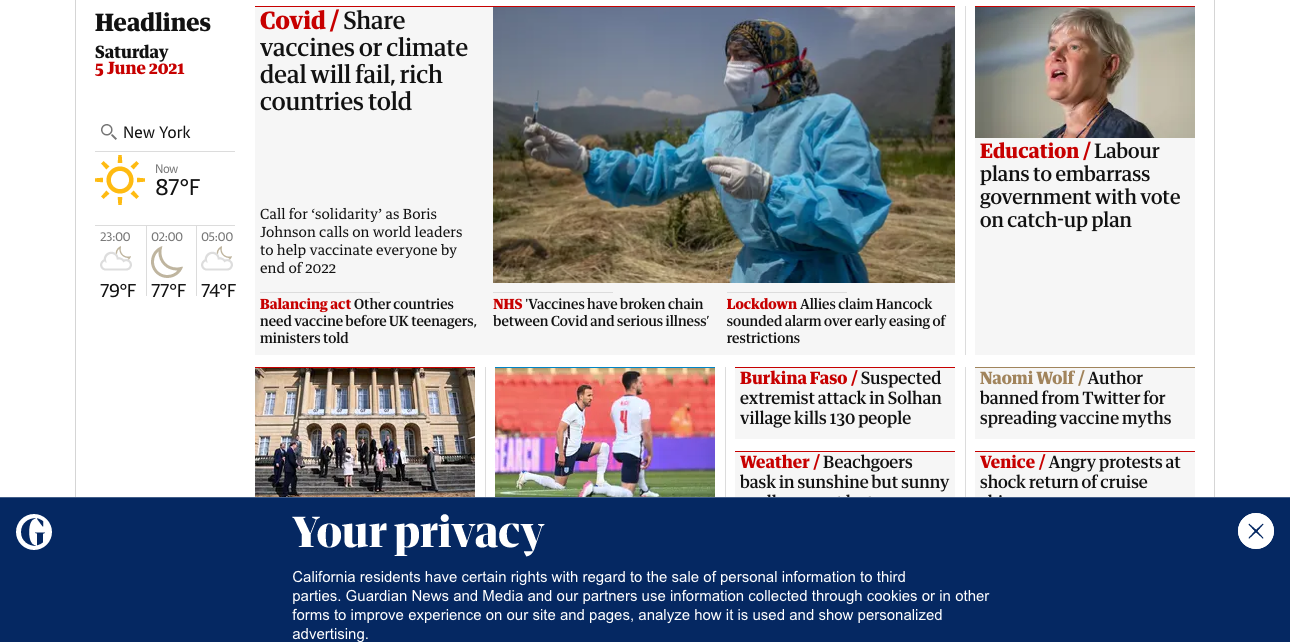 Headlines
Saturday
5 June 2021
New York
Now
87°F
23:00
02:00
05:00
79°F
77°F
74°F
Covid / Share
vaccines or climate
deal will fail, rich
countries told
Call for ‘solidarity’ as Boris
Johnson calls on world leaders
to help vaccinate everyone by
end of 2022
Balancing act Other countries
need vaccine before UK teenagers,
ministers told
NHS 'Vaccines have broken chain
between Covid and serious illness’
Lockdown Allies claim Hancock
sounded alarm over early easing of
restrictions
Education / Labour
plans to embarrass
government with vote
on catch-up plan
4
Burkina Faso / Suspected
extremist attack in Solhan
village kills 130 people
Naomi Wolf / Author
banned from Twitter for
spreading vaccine myths
Weather / Beachgoers
bask in sunshine but sunny
Venice / Angry protests at
shock return of cruise
Your privacy
California residents have certain rights with regard to the sale of personal information to third
parties. Guardian News and Media and our partners use information collected through cookies or in other
forms to improve experience on our site and pages, analyze how it is used and show personalized
advertising.